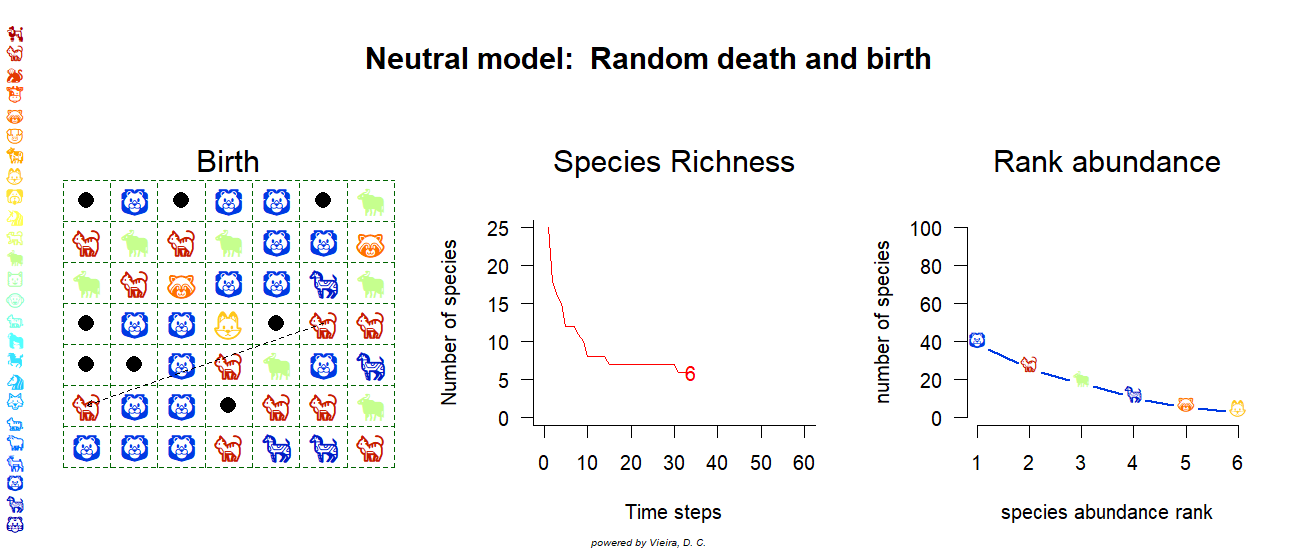 Neutral model:  Random death and birth
Birth
Species Richness
Number of species
25
20
15
10
5
0
6
0 10 20 30 40 50 60
Time steps
Rank abundance
number of species
100
80
60
40
20
0
1 2 3 4 5 6
species abundance rank
powered by Vieira, D. C.